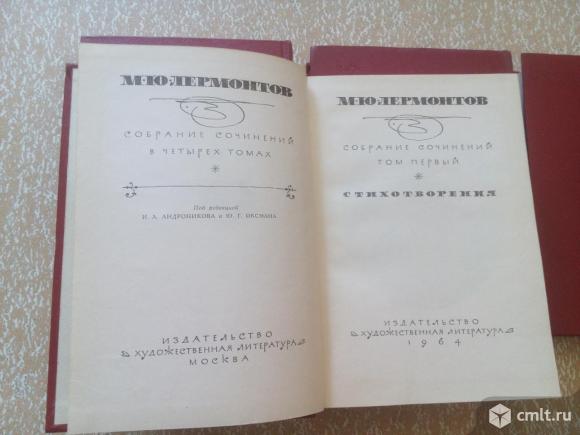 М·Ю·ЛЕРМОНТОВ
СОБРАНИЕ СОЧИНЕНИЙ
В ЧЕТЫРЕХ ТОМАХ
Под редакцией
И. А. АНДРОНИКОВА и Ю. Г. ОКСМАНА
ИЗДАТЕЛЬСТВО
ХУДОЖЕСТВЕННАЯ ЛИТЕРАТУРА
МОСКВА
М·Ю·ЛЕРМОНТОВ
СОБРАНИЕ СОЧИНЕНИЙ
ТОМ ПЕРВЫЙ
СТИХОТВОРЕНИЯ
ИЗДАТЕЛЬСТВО
ХУДОЖЕСТВЕННАЯ ЛИТЕРАТУРА
1964
cmlt.ru